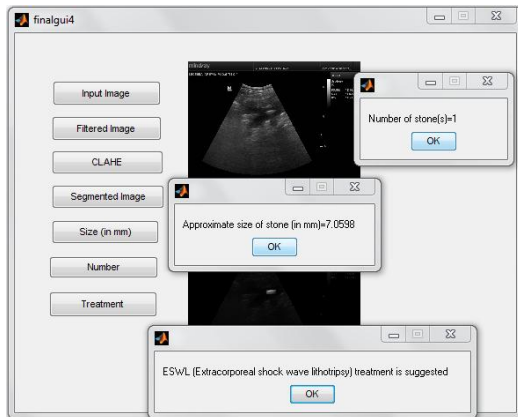 finalgui4
Input Image
Filtered Image
CLAHE
Segmented Image
Size (in mm)
Number
Treatment
mindray
M
Number of stone(s)=1
OK
Approximate size of stone (in mm)=7.0598
OK
ESWL (Extracorporeal shock wave lithotripsy) treatment is suggested
OK